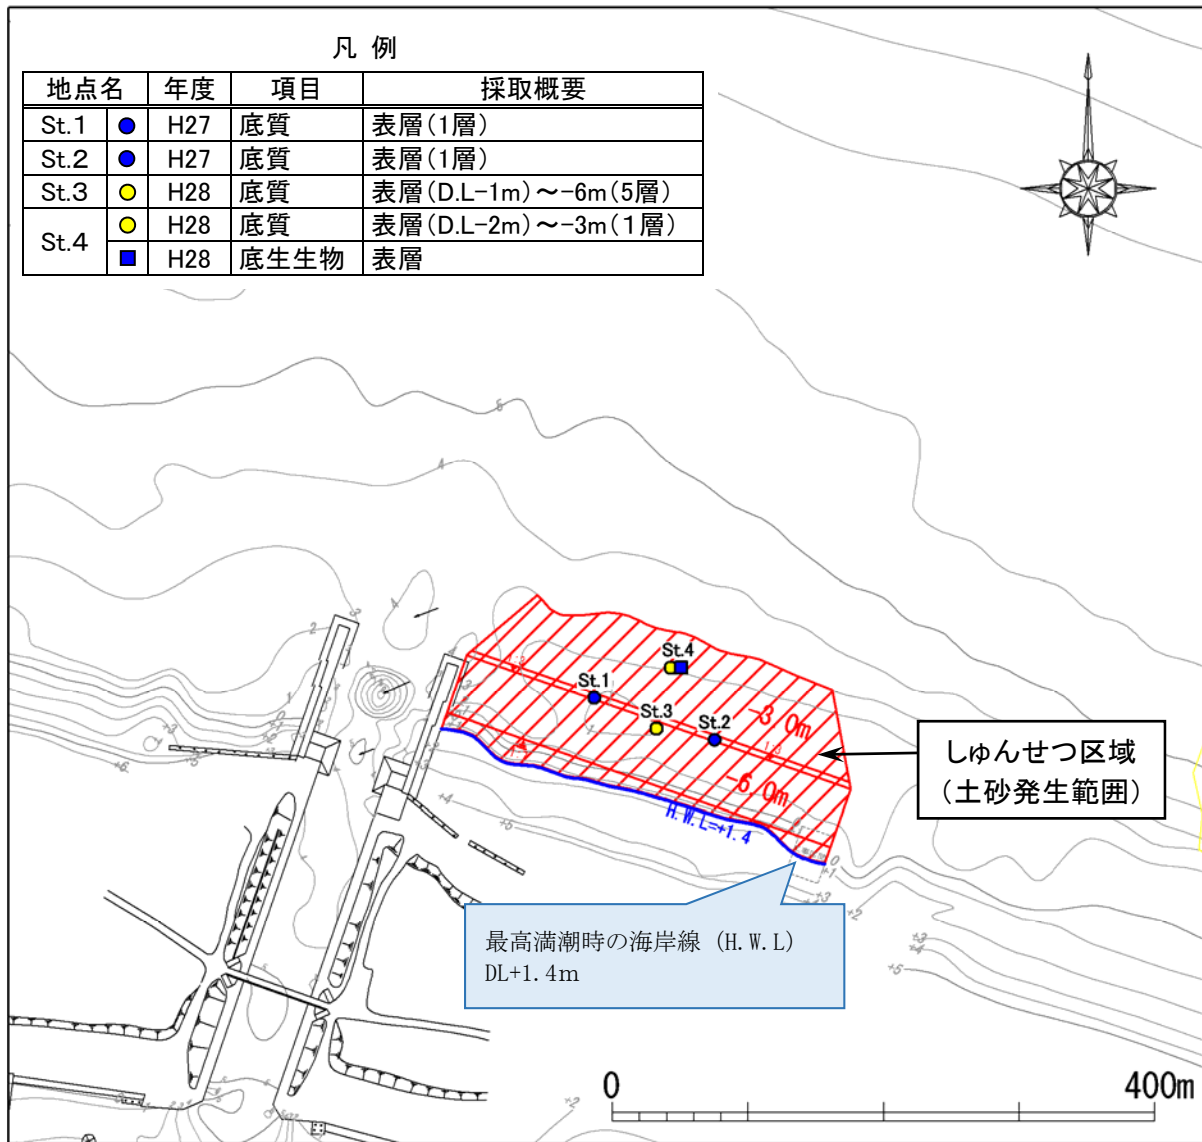 凡 例
地点名 年度 項目 採取概要
St.1 H27 底質 表層(1層)
St.2 H27 底質 表層(1層)
St.3 H28 底質 表層(D.L-1m)～-6m(5層)
St.4 H28 底質 表層(D.L-2m)～-3m(1層)
H28 底生生物 表層
St.4
St.1
St.3
St.2
-3.0m
-6.0m
H.W.L=+1.4
しゅんせつ区域
(土砂発生範囲)
最高満潮時の海岸線 (H.W.L)
DL+1.4m
0 400m